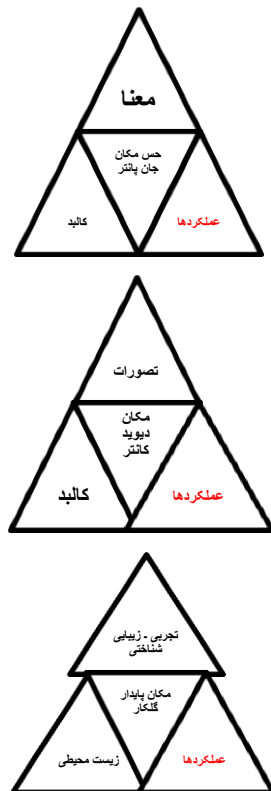 معنا
حس مکان
جان پانتر
کالبد
عملکردها
تصورات
مکان
دیوید
کانتر
کالبد
عملکردها
تجربی - زیبایی
شناختی
مکان پایدار
گلکار
زیست محیطی
عملکردها